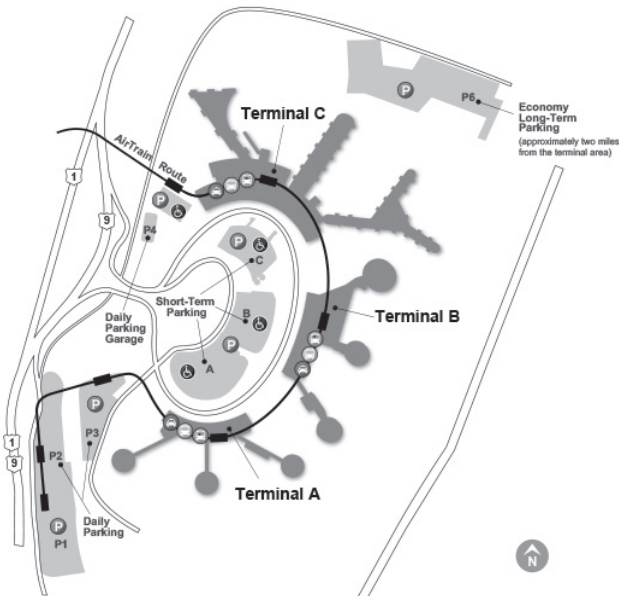 P
P6
Economy
Long-Term
Parking
(approximately two miles
from the terminal area)
Terminal C
AirTrain Route
1
9
P
P4
P
C
Short-Term
Parking
B
P
A
Daily
Parking
Garage
Terminal B
P
P3
1
9
P2
Terminal A
Daily
Parking
P
P1
N